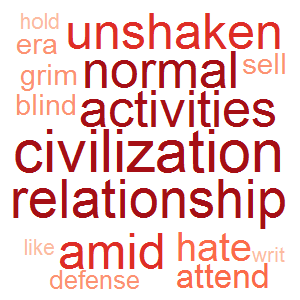 hold unshaken
era
normal sell
grim
blind activities
civilization
relationship
like amid hate writ
defense attend